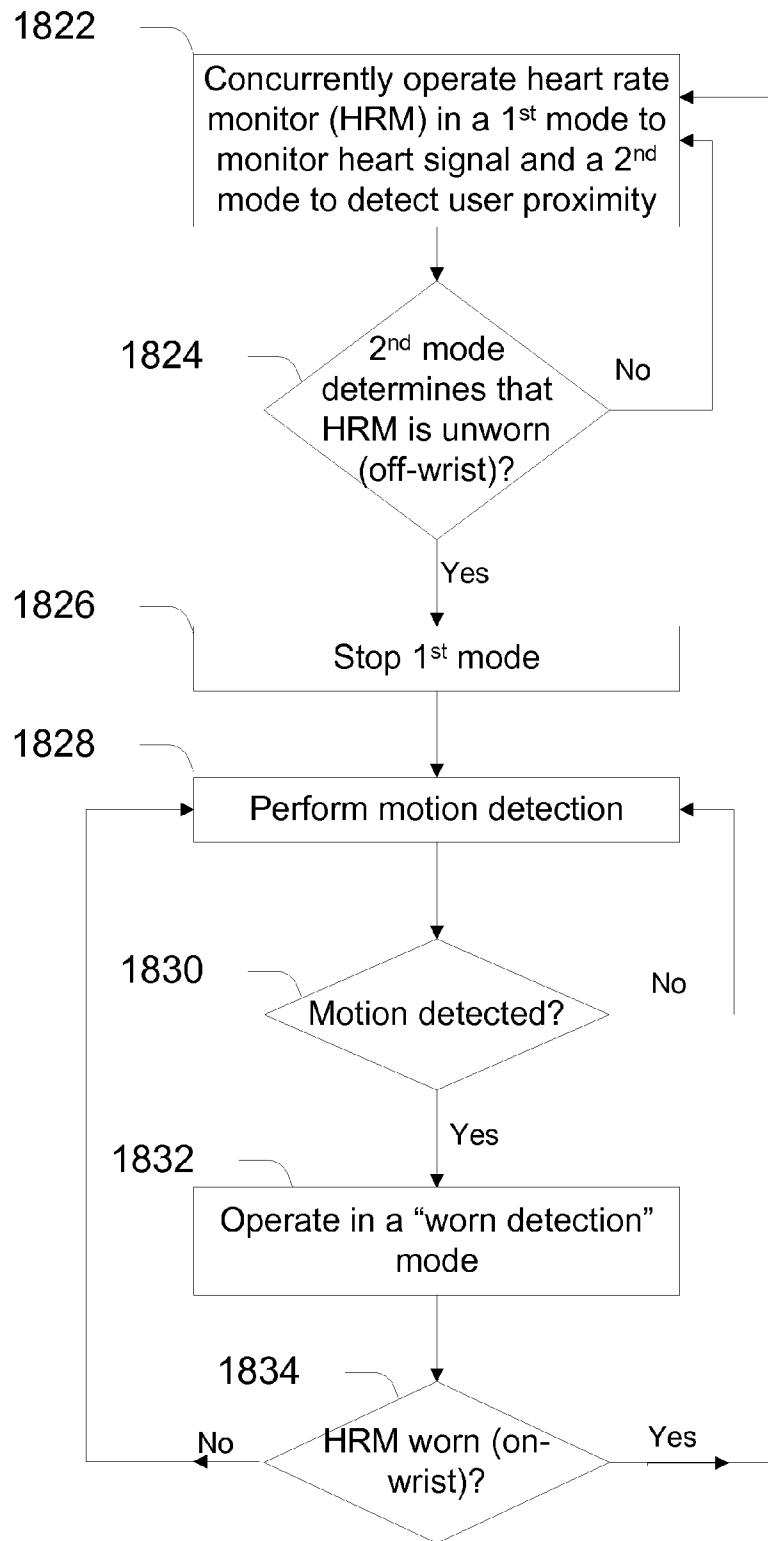 1822
Concurrently operate heart rate
monitor (HRM) in a 1st mode to
monitor heart signal and a 2nd
mode to detect user proximity
1824
2nd mode
determines that
HRM is unworn
(off-wrist)?
No
Yes
1826
Stop 1st mode
1828
Perform motion detection
1830
Motion detected?
No
Yes
1832
Operate in a “worn detection”
mode
1834
HRM worn (on-
wrist)?
No
Yes